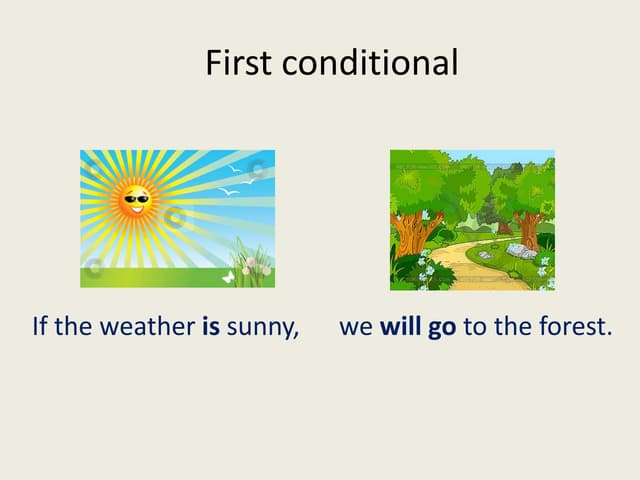 First conditional
If the weather is sunny, we will go to the forest.